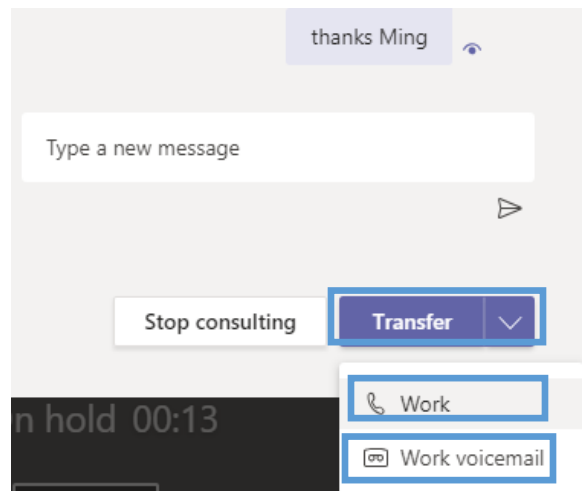 thanks Ming
Type a new message
Stop consulting
Transfer
Work
n hold 00:13
Work voicemail